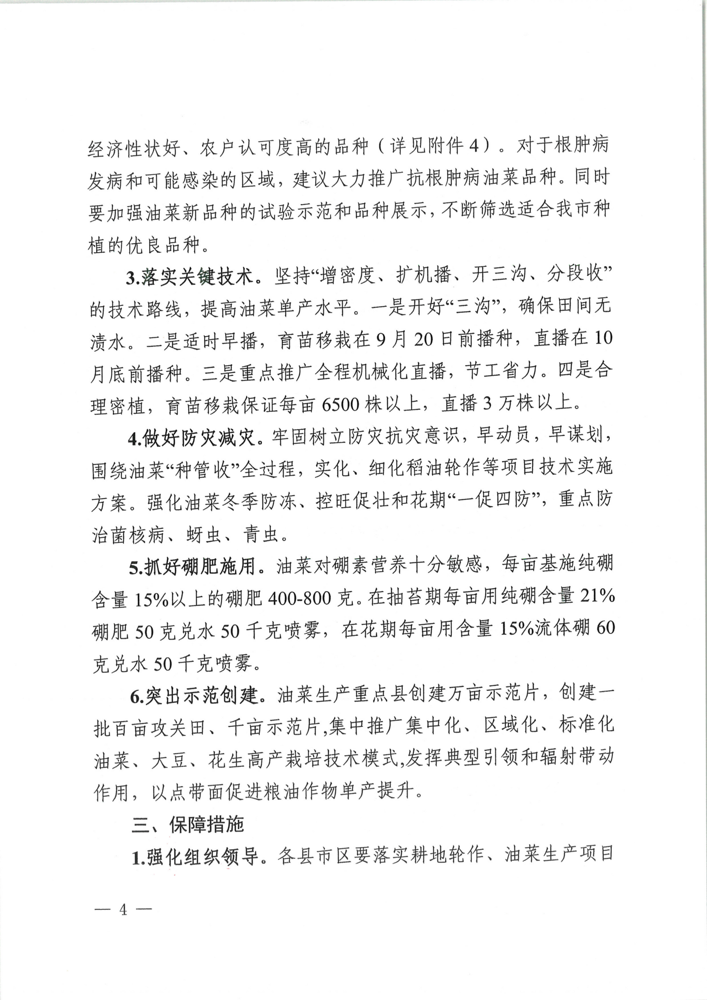 经济性状好、农户认可度高的品种（详见附件4）。对于根肿病
发病和可能感染的区域，建议大力推广抗根肿病油菜品种。同时
要加强油菜新品种的试验示范和品种展示，不断筛选适合我市种
植的优良品种。
3.落实关键技术。坚持“增密度、扩机播、开三沟、分段收”
的技术路线，提高油菜单产水平。一是开好“三沟”，确保田间无
渍水。二是适时早播，育苗移栽在9月20日前播种，直播在10
月底前播种。三是重点推广全程机械化直播，节工省力。四是合
理密植，育苗移栽保证每亩6500株以上，直播3万株以上。
4.做好防灾减灾。牢固树立防灾抗灾意识，早动员，早谋划，
围绕油菜“种管收”全过程，实化、细化稻油轮作等项目技术实施
方案。强化油菜冬季防冻、控旺促壮和花期“一促四防”，重点防
治菌核病、蚜虫、青虫。
5.抓好硼肥施用。油菜对硼素营养十分敏感，每亩基施纯硼
含量15%以上的硼肥400-800克。在抽苔期每亩用纯硼含量21%
硼肥50克兑水50千克喷雾，在花期每亩用含量15%流体硼60
克兑水50千克喷雾。
6.突出示范创建。油菜生产重点县创建万亩示范片，创建一
批百亩攻关田、千亩示范片,集中推广集中化、区域化、标准化
油菜、大豆、花生高产栽培技术模式,发挥典型引领和辐射带动
作用，以点带面促进粮油作物单产提升。
三、保障措施
1.强化组织领导。各县市区要落实耕地轮作、油菜生产项目
— 4 —